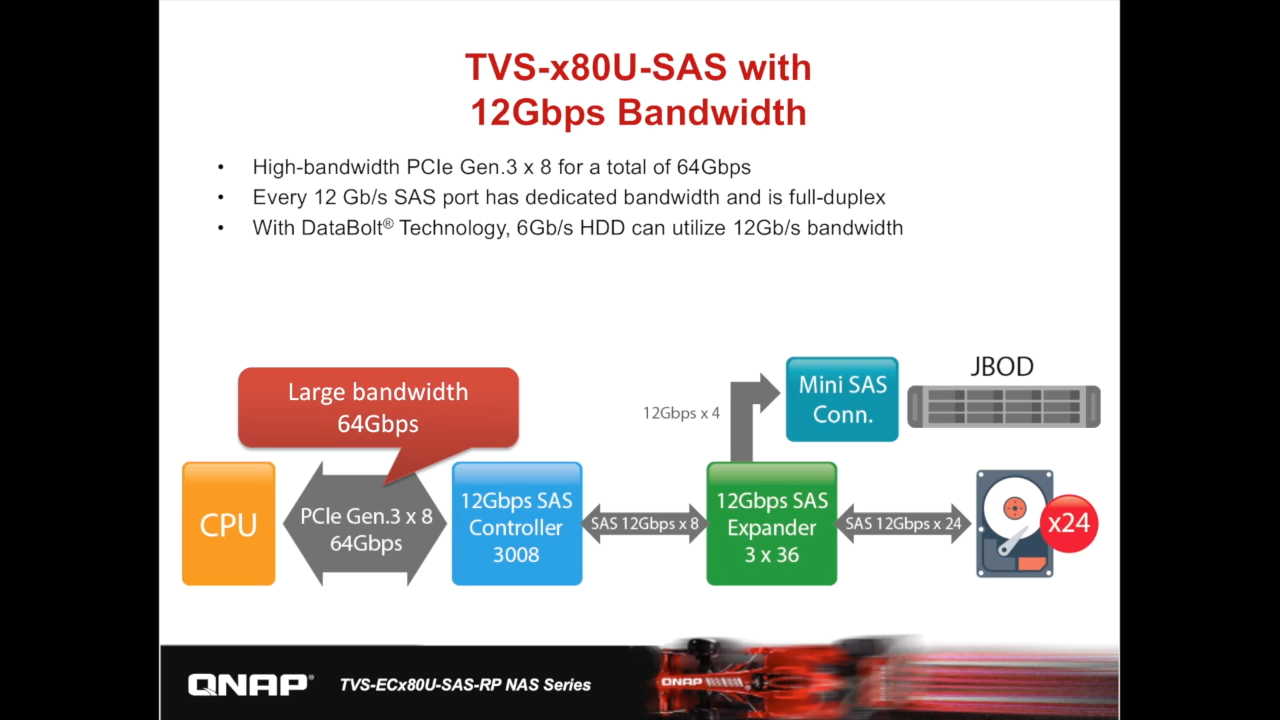 TVS-x80U-SAS with
12Gbps Bandwidth
• High-bandwidth PCIe Gen.3 x 8 for a total of 64Gbps
• Every 12 Gb/s SAS port has dedicated bandwidth and is full-duplex
• With DataBolt® Technology, 6Gb/s HDD can utilize 12Gb/s bandwidth
Large bandwidth
64Gbps
12Gbps x 4
Mini SAS
Conn.
JBOD
CPU
PCIe Gen.3 x 8
64Gbps
12Gbps SAS
Controller
3008
SAS 12Gbps x 8
12Gbps SAS
Expander
3 x 36
SAS 12Gbps x 24
x24
QNAP®
TVS-ECx80U-SAS-RP NAS Series
QNAP